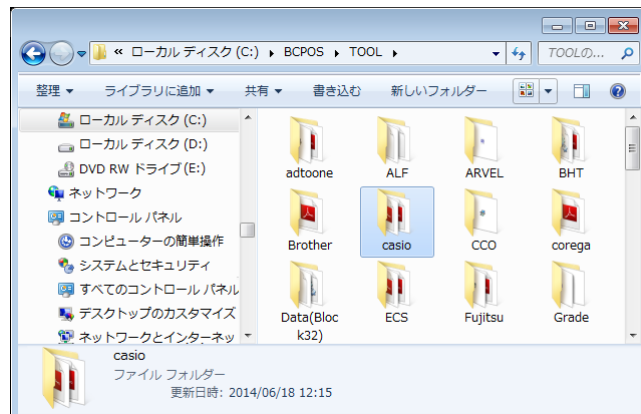 « ローカル ディスク (C:) ▸ BCPOS ▸ TOOL ▸
TOOLの...
整理 ▼ ライブラリに追加 ▼ 共有 ▼ 書き込む 新しいフォルダー
ローカル ディスク (C:)
ローカル ディスク (D:)
DVD RW ドライブ (E:)
ネットワーク
コントロール パネル
コンピューターの簡単操作
システムとセキュリティ
すべてのコントロール パネル
デスクトップのカスタマイズ
ネットワークとインターネッ
adtoone
ALF
ARVEL
BHT
Brother
casio
CCO
corega
Data(Bloc
k32)
ECS
Fujitsu
Grade
casio
ファイル フォルダー
更新日時: 2014/06/18 12:15